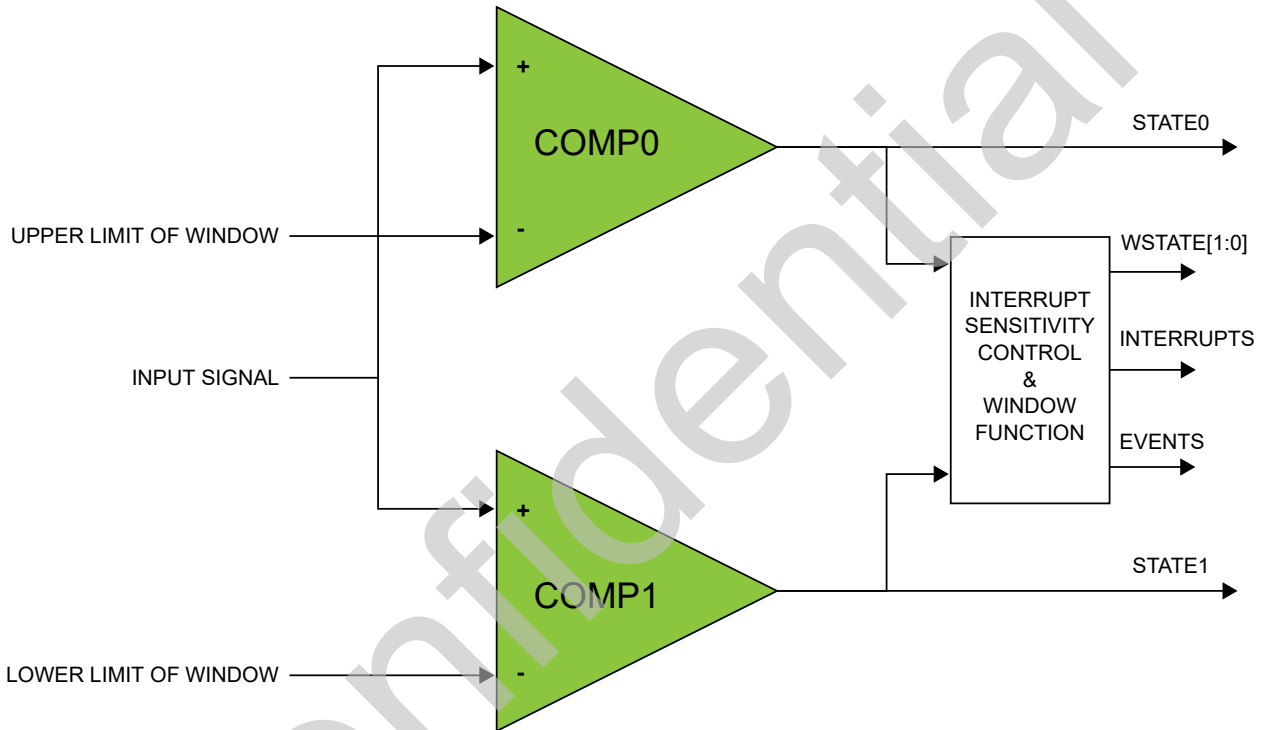 +
COMP0
-
UPPER LIMIT OF WINDOW
INPUT SIGNAL
+
COMP1
-
LOWER LIMIT OF WINDOW
STATE0
INTERRUPT
SENSITIVITY
CONTROL
&
WINDOW
FUNCTION
WSTATE[1:0]
INTERRUPTS
EVENTS
STATE1
onfidential